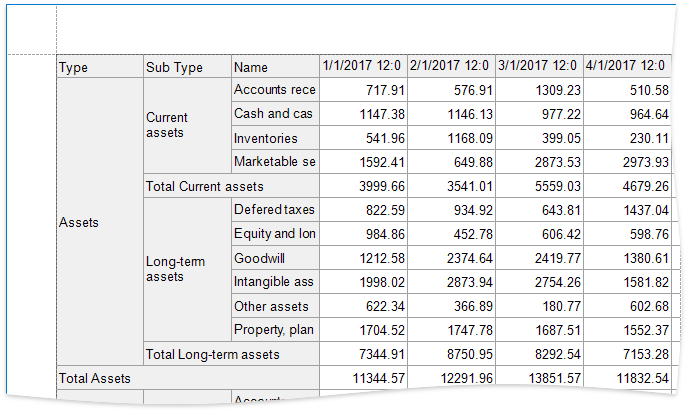 Type Sub Type Name 1/1/2017 12:0 2/1/2017 12:0 3/1/2017 12:0 4/1/2017 12:0
Accounts rece 717.91 576.91 1309.23 510.58
Current assets Cash and cas 1147.38 1146.13 977.22 964.64
Inventories 541.96 1168.09 399.05 230.11
Marketable se 1592.41 649.88 2873.53 2973.93
Total Current assets 3999.66 3541.01 5559.03 4679.26
Assets Defered taxes 822.59 934.92 643.81 1437.04
Equity and lon 984.86 452.78 606.42 598.76
Long-term assets Goodwill 1212.58 2374.64 2419.77 1380.61
Intangible ass 1998.02 2873.94 2754.26 1581.82
Other assets 622.34 366.89 180.77 602.68
Property, plan 1704.52 1747.78 1687.51 1552.37
Total Long-term assets 7344.91 8750.95 8292.54 7153.28
Total Assets 11344.57 12291.96 13851.57 11832.54